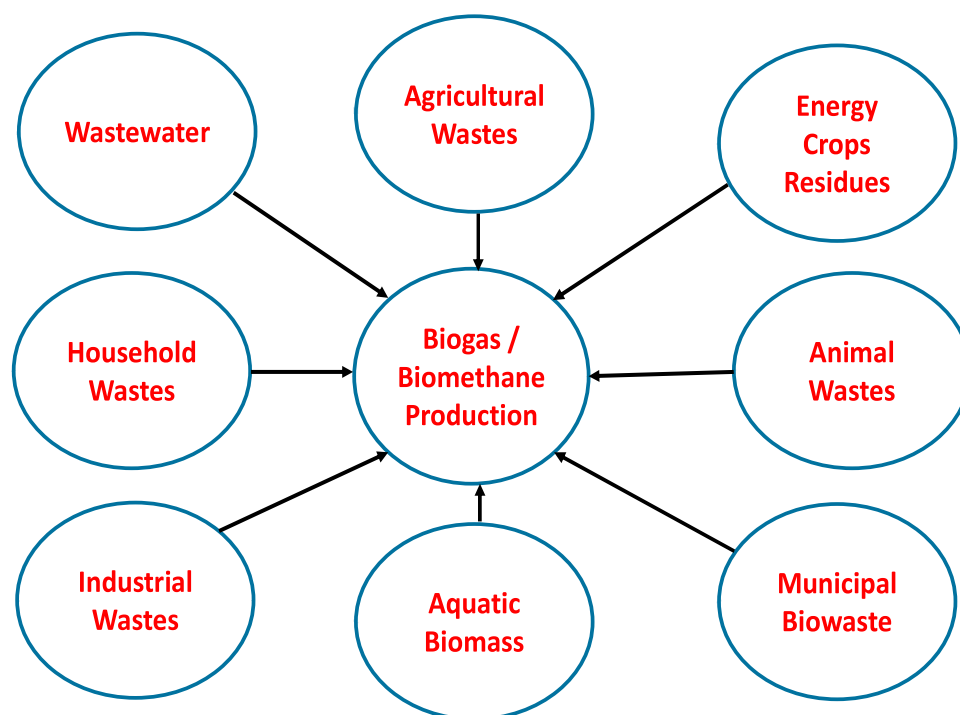 Wastewater
Agricultural
Wastes
Energy
Crops
Residues
Household
Wastes
Biogas /
Biomethane
Production
Animal
Wastes
Industrial
Wastes
Aquatic
Biomass
Municipal
Biowaste